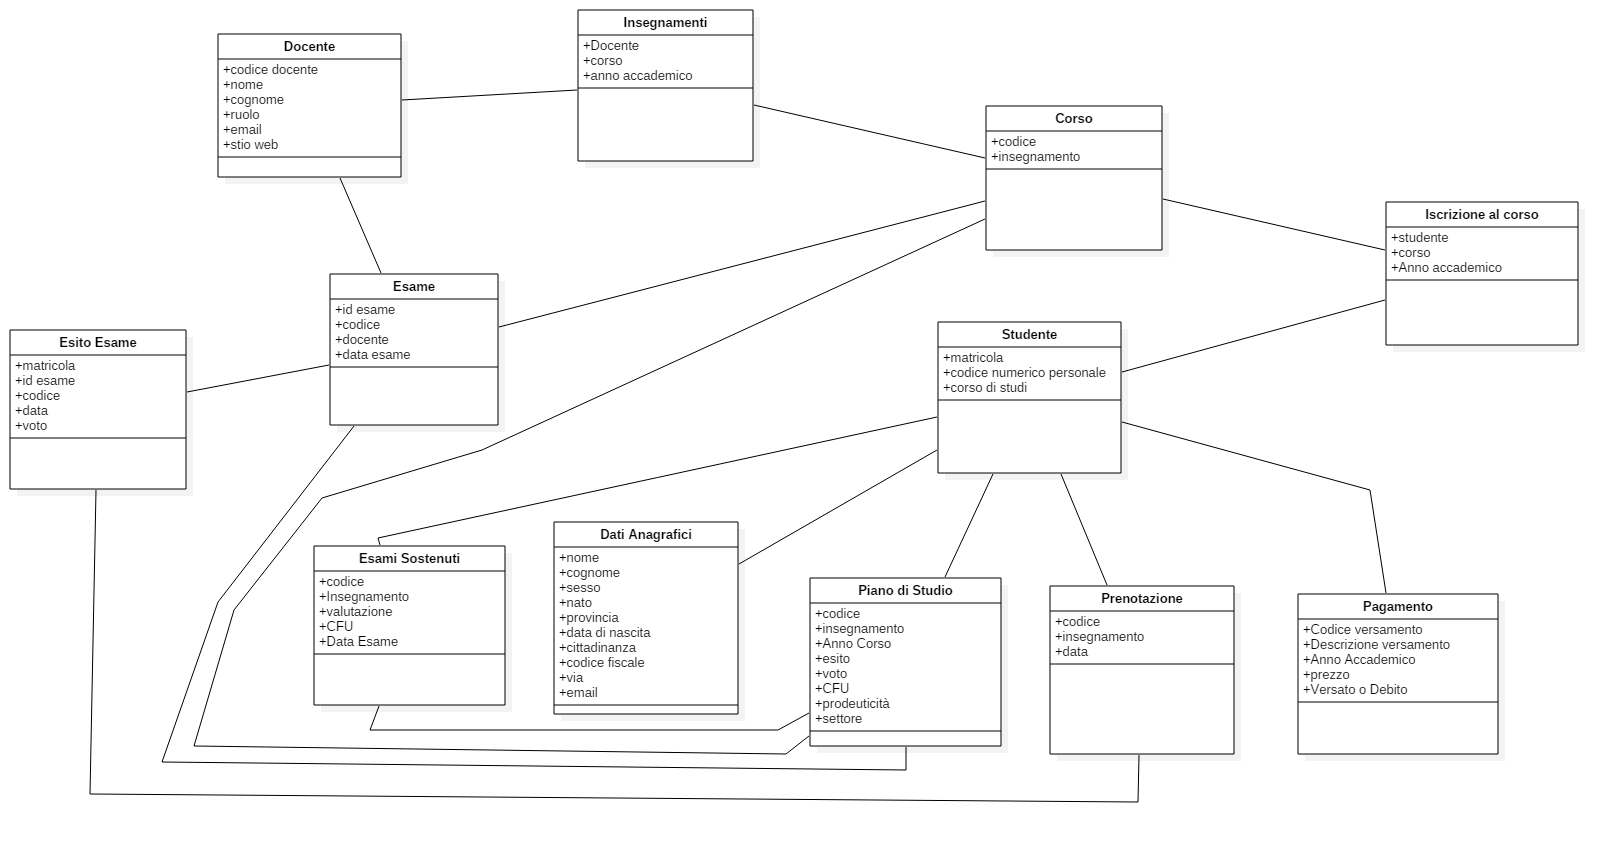 Insegnamenti
+Docente
+corso
+anno accademico
Docente
+codice docente
+nome
+cognome
+ruolo
+email
+stio web
Corso
+codice
+insegnamento
Iscrizione al corso
+studente
+corso
+Anno accademico
Esame
+id esame
+codice
+docente
+data esame
Esito Esame
+matricola
+id esame
+codice
+data
+voto
Studente
+matricola
+codice numerico personale
+corso di studi
Esami Sostenuti
+codice
+Insegnamento
+valutazione
+CFU
+Data Esame
Dati Anagrafici
+nome
+cognome
+sesso
+nato
+provincia
+data di nascita
+cittadinanza
+codice fiscale
+via
+email
Piano di Studio
+codice
+insegnamento
+Anno Corso
+esito
+voto
+CFU
+prodeuticità
+settore
Prenotazione
+codice
+insegnamento
+data
Pagamento
+Codice versamento
+Descrizione versamento
+Anno Accademico
+prezzo
+Versato o Debito